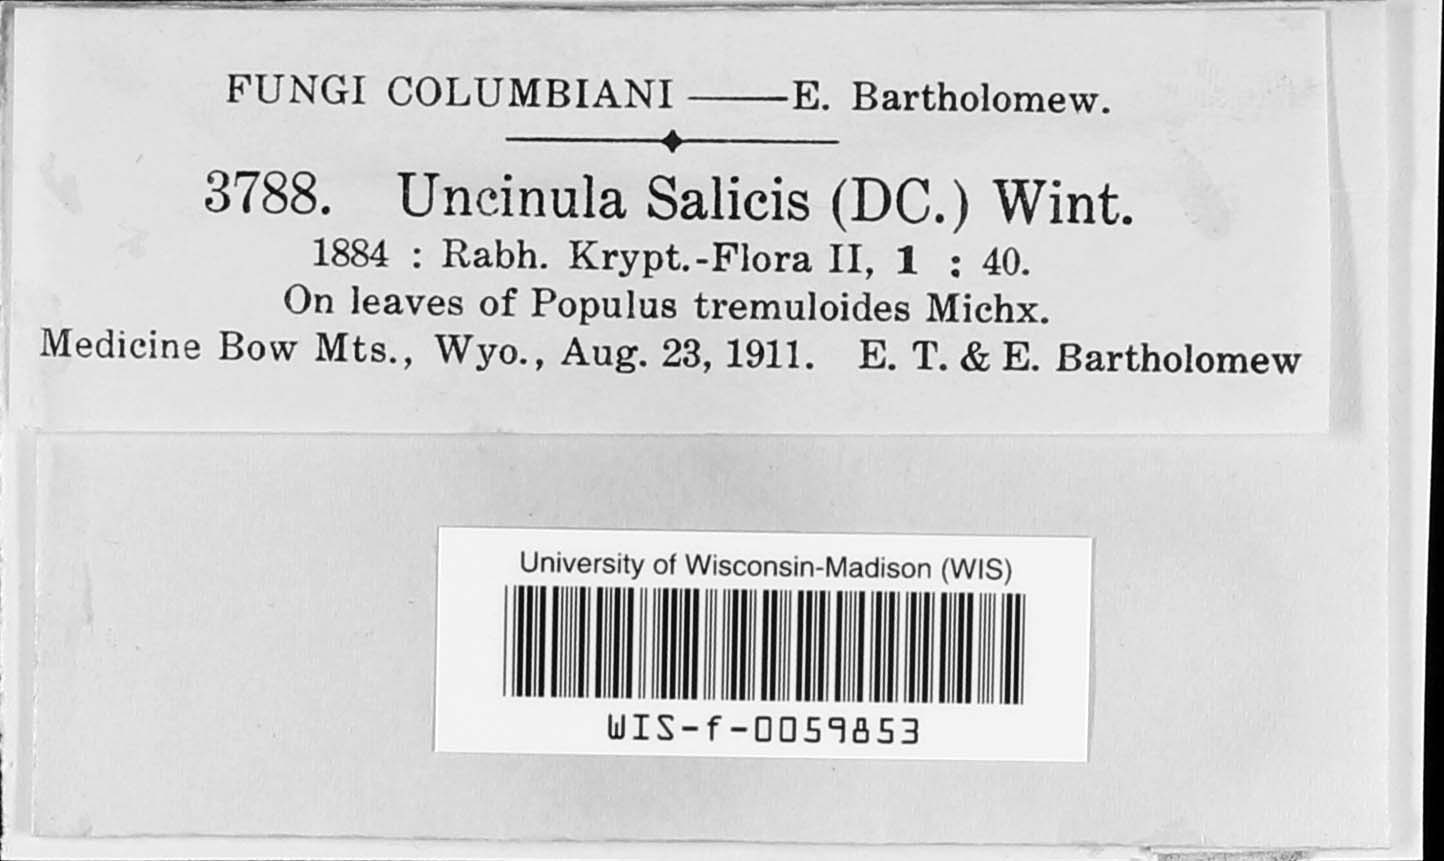 FUNGI COLUMBIANI ——E. Bartholomew.
3788. Uncinula Salicis (DC.) Wint.
1884 : Rabh. Krypt.-Flora II, 1 : 40.
On leaves of Populus tremuloides Michx.
Medicine Bow Mts., Wyo., Aug. 23, 1911. E. T. & E. Bartholomew
University of Wisconsin-Madison (WIS)
WIS-f-0059853